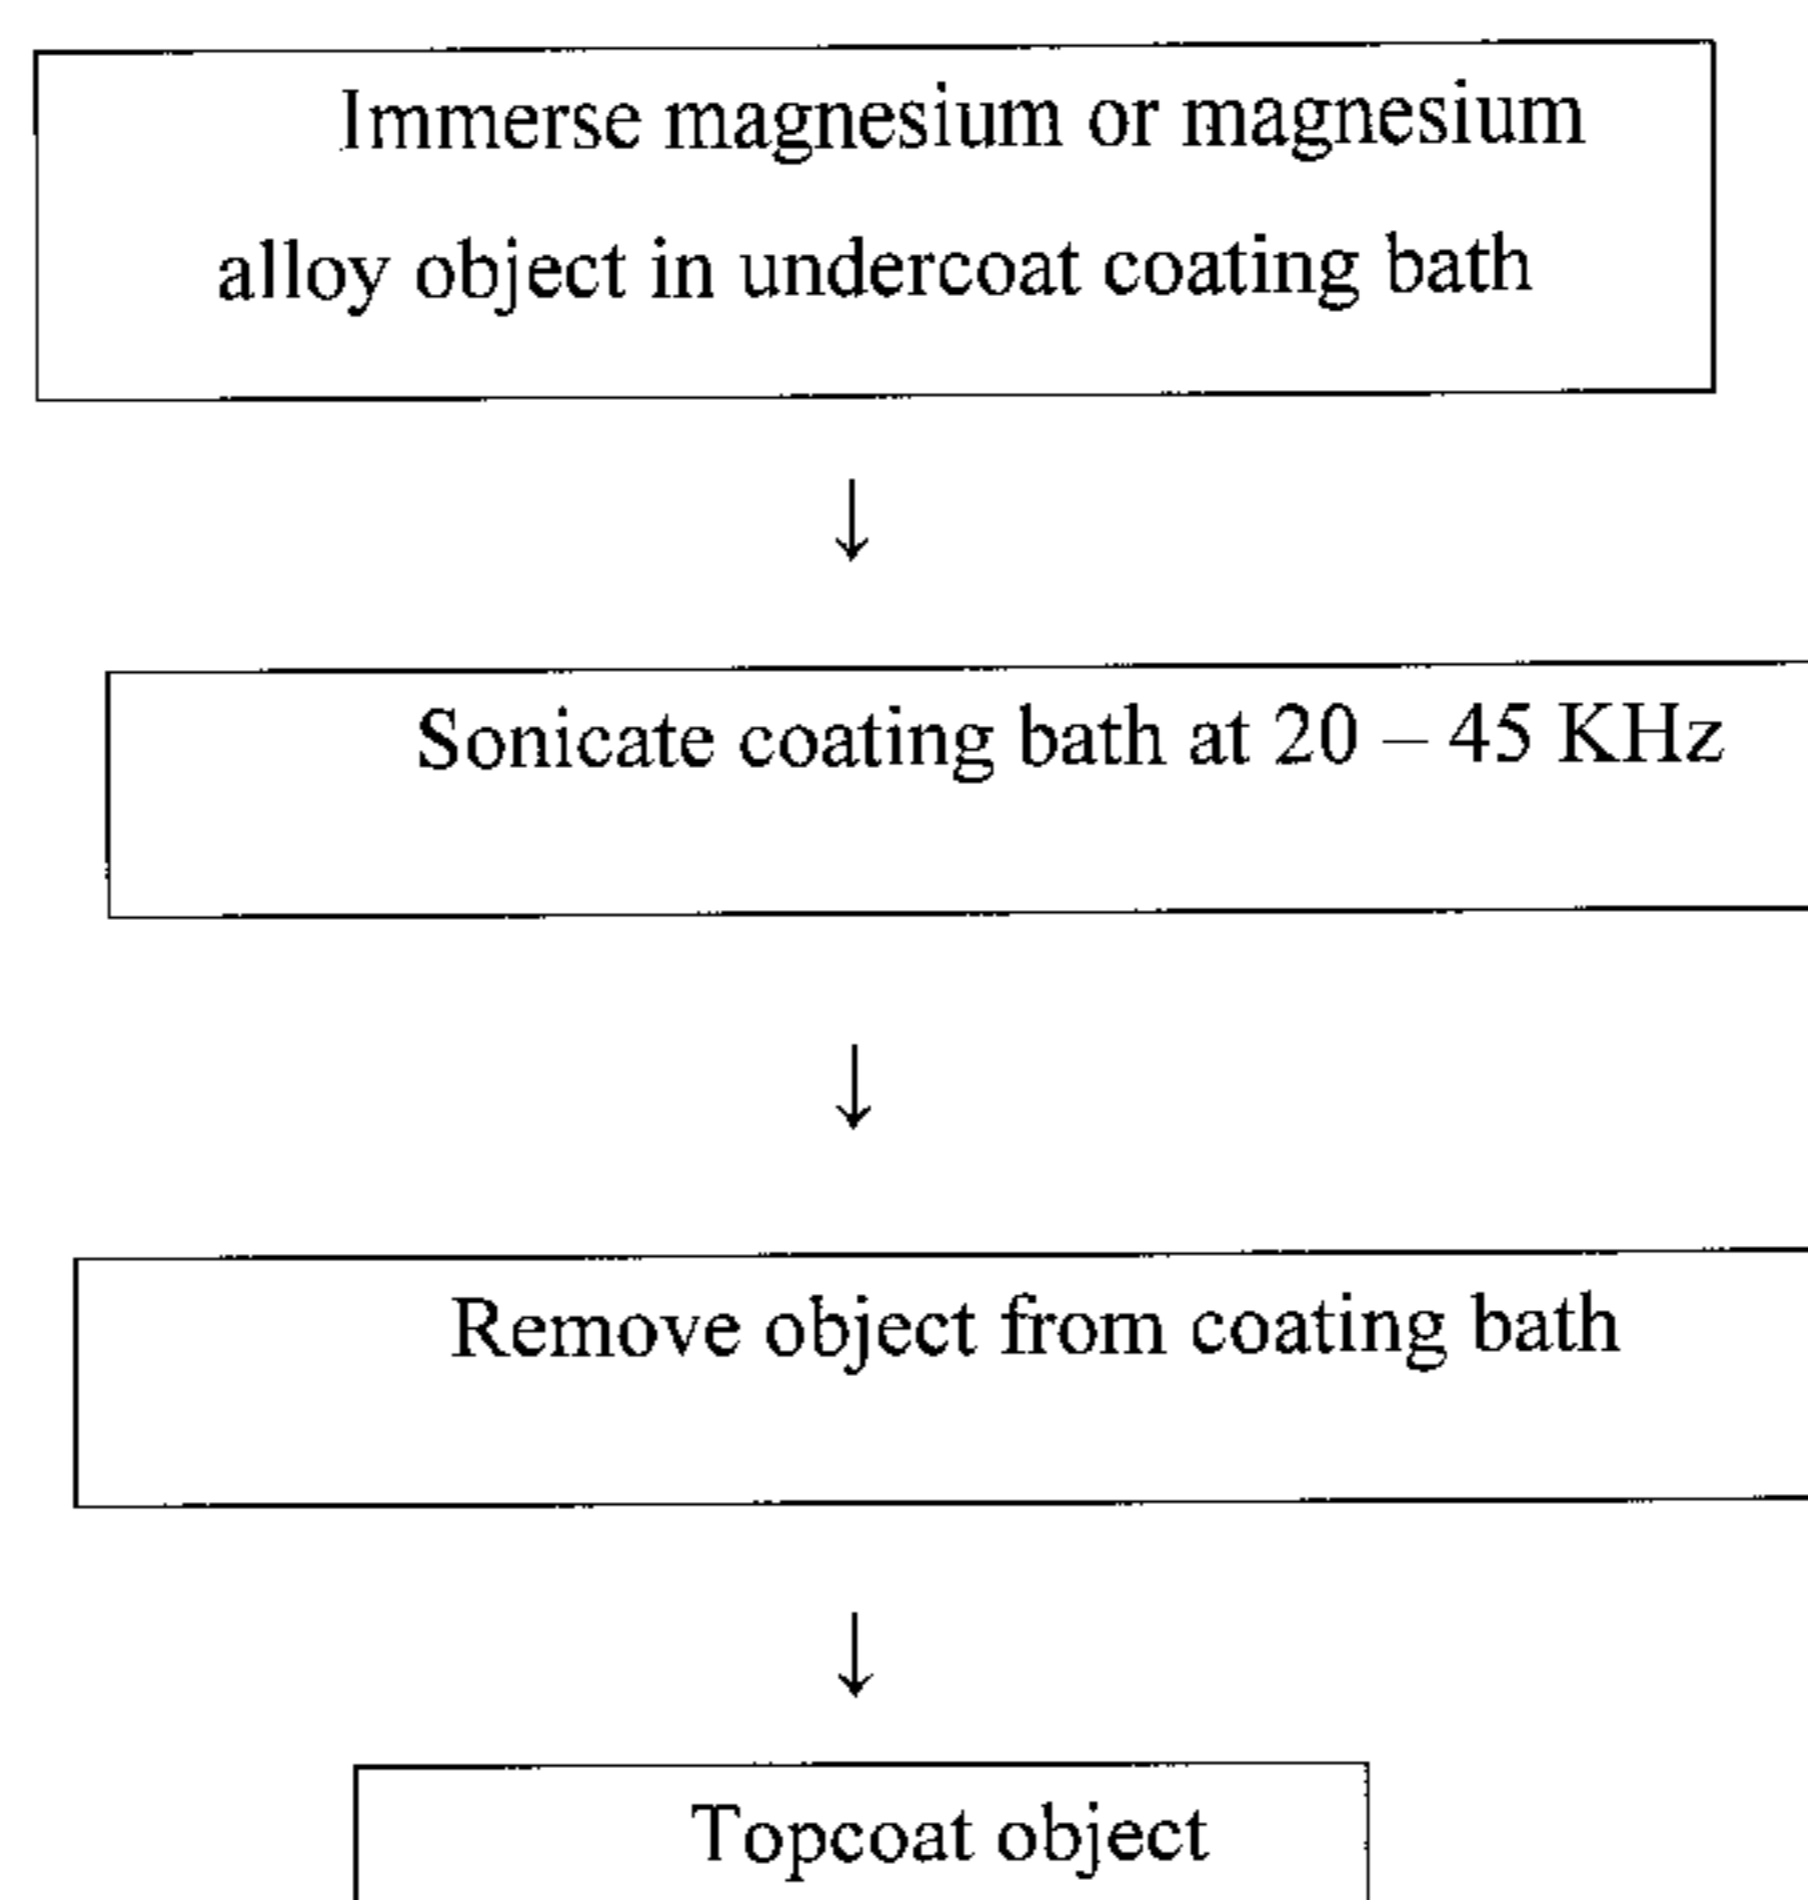 Immerse magnesium or magnesium
alloy object in undercoat coating bath
↓
Sonicate coating bath at 20 – 45 KHz
↓
Remove object from coating bath
↓
Topcoat object